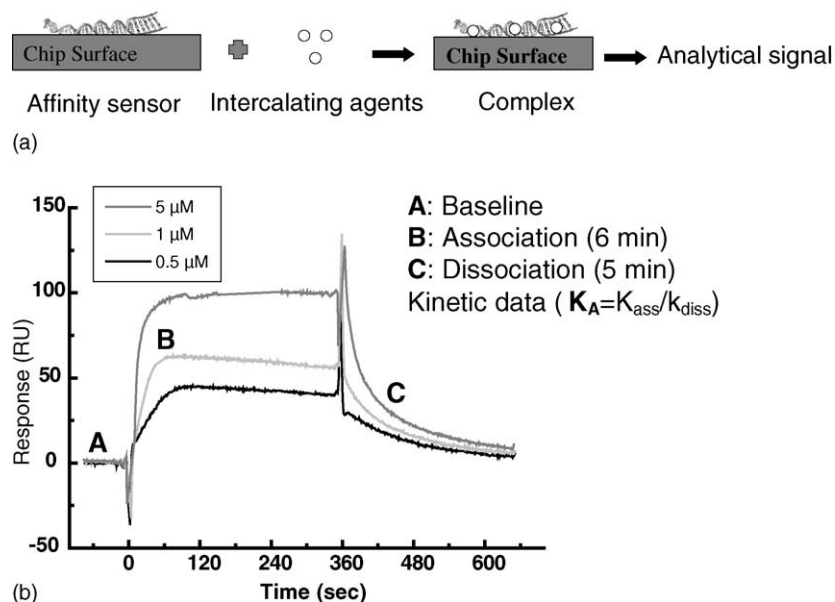 Chip Surface
Chip Surface
Analytical signal
Affinity sensor
Intercalating agents
Complex
(a)
150
100
50
0
-50
Response (RU)
5 µM
1 µM
0.5 µM
A
B
C
A: Baseline
B: Association (6 min)
C: Dissociation (5 min)
Kinetic data ( KA=Kass/kdiss)
0
120
240
360
480
600
Time (sec)
(b)